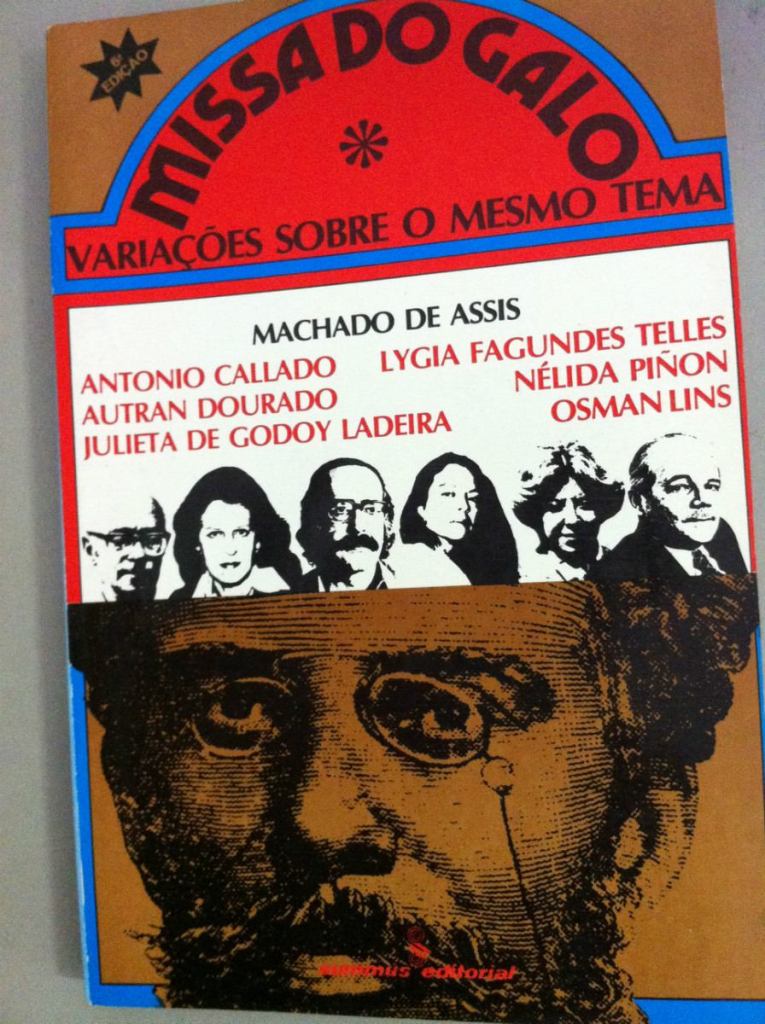 6ª
EDIÇÃO
MISSA DO GALO
*
VARIAÇÕES SOBRE O MESMO TEMA
MACHADO DE ASSIS
ANTONIO CALLADO
AUTRAN DOURADO
JULIETA DE GODOY LADEIRA
LYGIA FAGUNDES TELLES
NÉLIDA PIÑON
OSMAN LINS
summus editorial